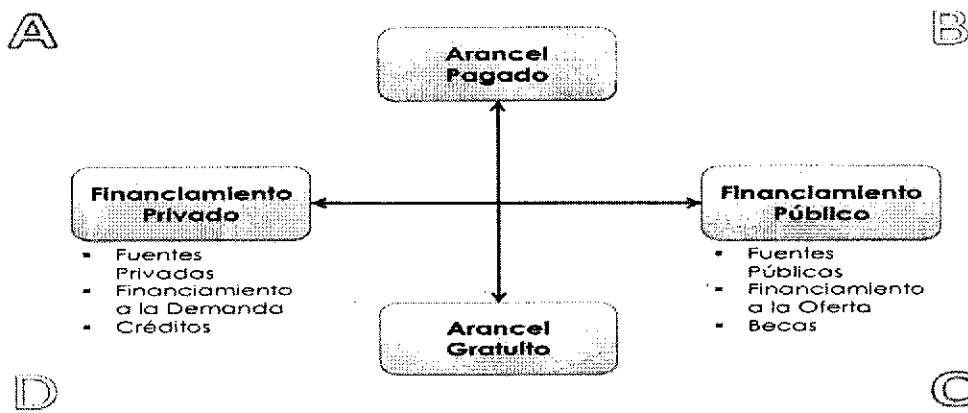 A
B
Arancel
Pagado
Financiamiento
Privado
Financiamiento
Público
▪ Fuentes
Privadas
▪ Financiamiento
a la Demanda
▪ Créditos
▪ Fuentes
Públicas
▪ Financiamiento
a la Oferta
▪ Becas
Arancel
Gratuito
D
C